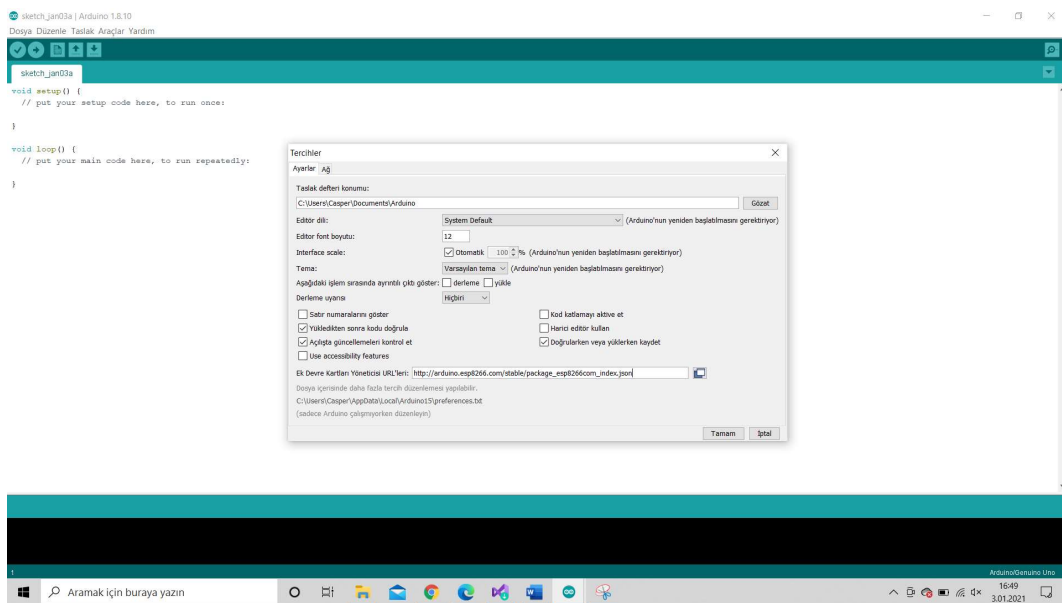 sketch_jan03a | Arduino 1.8.10
Dosya Düzenle Taslak Araçlar Yardım
sketch_jan03a
void setup() {
// put your setup code here, to run once:
}
void loop() {
// put your main code here, to run repeatedly:
}
Tercihler
Ayarlar Ağ
Taslak defteri konumu:
C:\Users\Casper\Documents\Arduino Gözat
Editör dili: System Default (Arduino'nun yeniden başlatılmasını gerektiriyor)
Editor font boyutu: 12
Interface scale: Otomatik 100 % (Arduino'nun yeniden başlatılmasını gerektiriyor)
Tema: Varsayılan tema (Arduino'nun yeniden başlatılmasını gerektiriyor)
Aşağıdaki işlem sırasında ayrıntılı çıktı göster: derleme yükle
Derleme uyarısı Hiçbiri
Satır numaralarını göster Kod katlamayı aktive et
Yükledikten sonra kodu doğrula Harici editör kullan
Açılışta güncellemeleri kontrol et Doğrularken veya yüklerken kaydet
Use accessibility features
Ek Devre Kartları Yöneticisi URL'leri: http://arduino.esp8266.com/stable/package_esp8266com_index.json
Dosya içerisinde daha fazla tercih düzenlemesi yapılabilir.
C:\Users\Casper\AppData\Local\Arduino15\preferences.txt
(sadece Arduino çalışmıyorken düzenleyin)
Tamam İptal
1 Arduino/Genuino Uno
Aramak için buraya yazın
16:49
3.01.2021